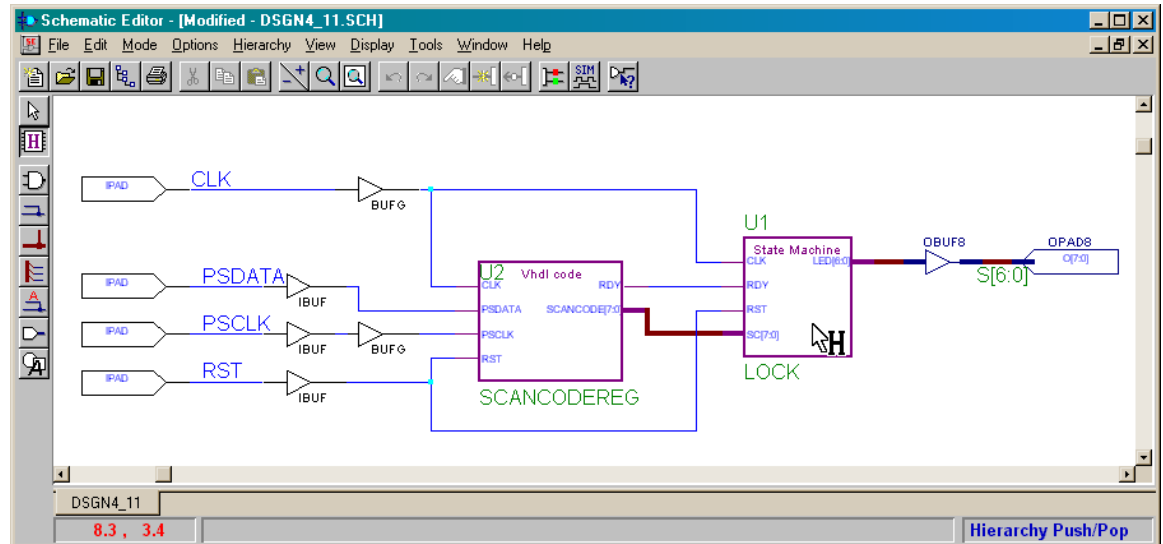 Schematic Editor - [Modified - DSGN4_11.SCH]
File Edit Mode Options Hierarchy View Display Tools Window Help
SIM
H
IPAD CLK BUFG
U1
State Machine
CLK LED[6:0]
RDY
RST
SC[7:0]
H
LOCK
OBUF8 OPAD8
O[7:0]
S[6:0]
IPAD PSDATA IBUF
U2 Vhdl code
CLK RDY
PSDATA SCANCODE[7:0]
PSCLK
RST
SCANCODEREG
IPAD PSCLK IBUF BUFG
IPAD RST IBUF
A
DSGN4_11
8.3 , 3.4 Hierarchy Push/Pop